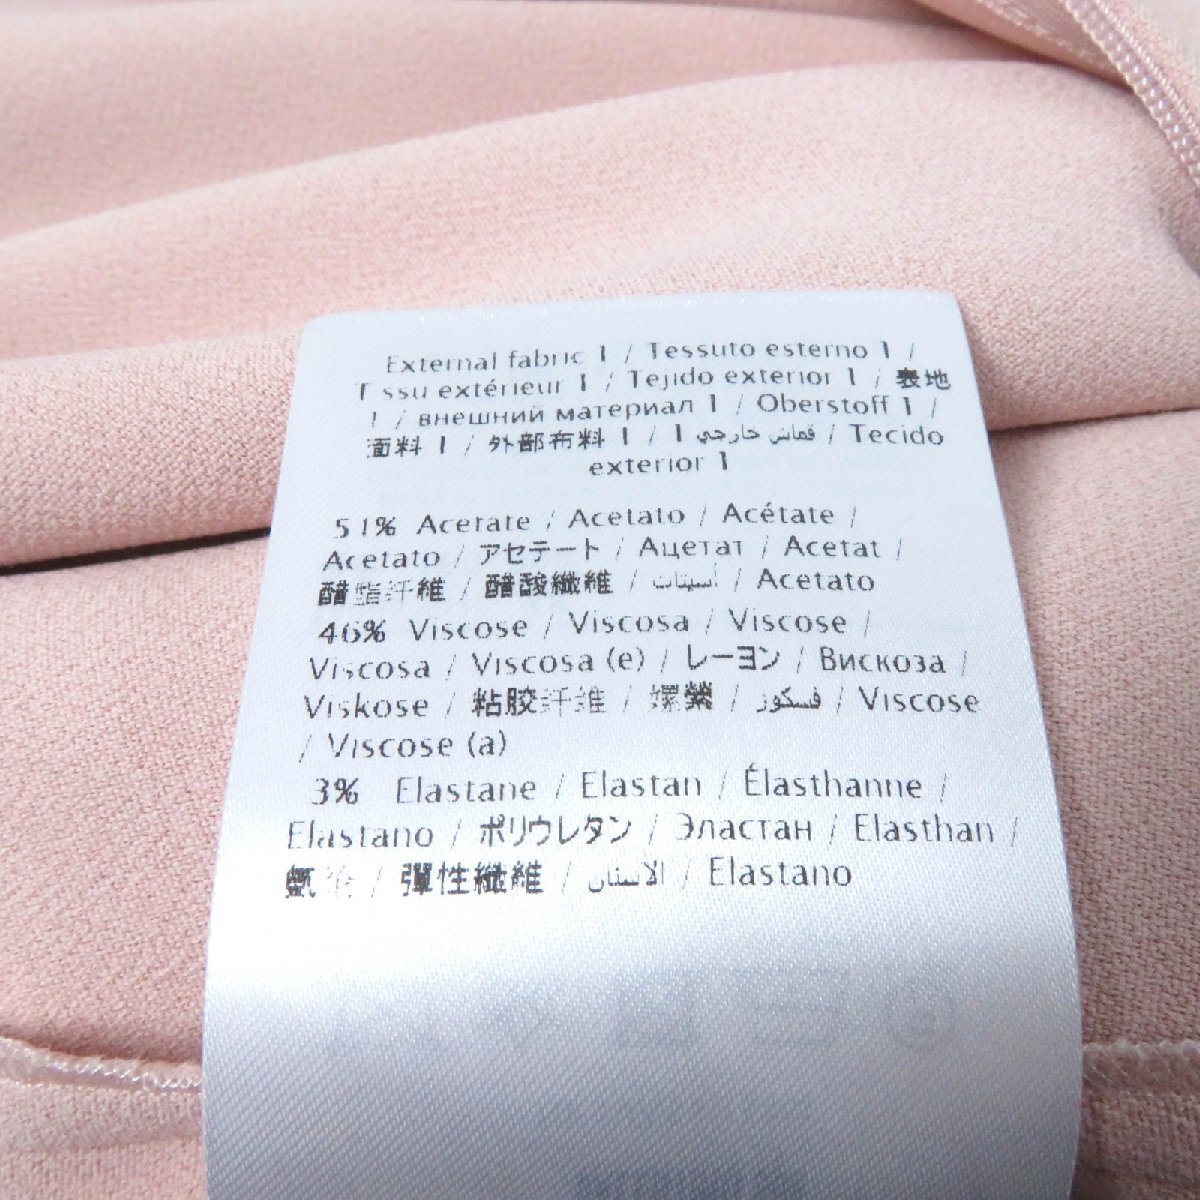 External fabric 1 / Tessuto esterno 1 /
Tissu extérieur 1 / Tejido exterior 1 / 表地
1 / внешний материал 1 / Oberstoff 1 /
面料 1 / 外部布料 1 / قماش خارجي 1 / Tecido
exterior 1
51% Acetate / Acetato / Acétate /
Acetato / アセテート / Ацетат / Acetat /
醋酯纤維 / 醋酸纖維 / أسيتات / Acetato
46% Viscose / Viscosa / Viscose /
Viscosa / Viscosa (e) / レーヨン / Вискоза /
Viskose / 粘胶纤维 / 嫘縈 / فسكوز / Viscose
/ Viscose (a)
3% Elastane / Elastan / Élasthanne /
Elastano / ポリウレタン / Эластан / Elasthan /
氨纶 / 彈性纖維 / الاستان / Elastano